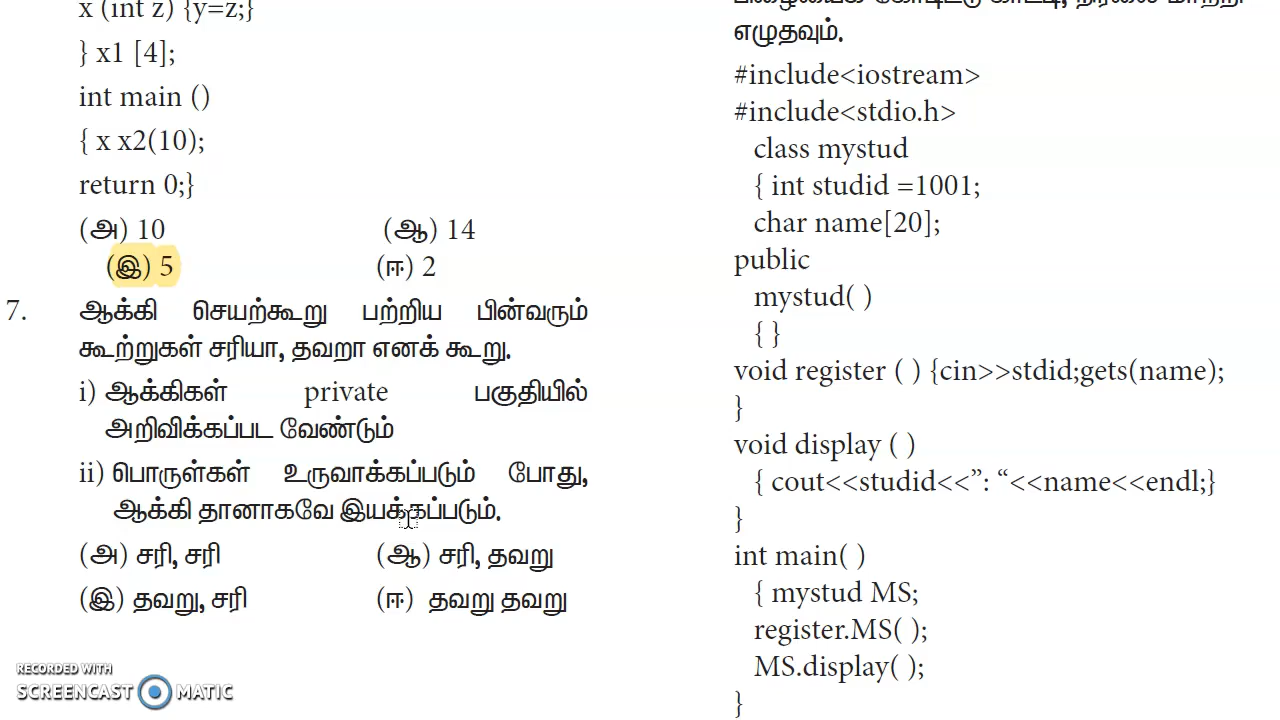 x (int z) {y=z;}
} x1 [4];
int main ()
{ x x2(10);
return 0;}
(அ) 10 (ஆ) 14
(இ) 5 (ஈ) 2
7. ஆக்கி செயற்கூறு பற்றிய பின்வரும்
கூற்றுகள் சரியா, தவறா எனக் கூறு.
i) ஆக்கிகள் private பகுதியில்
அறிவிக்கப்பட வேண்டும்
ii) பொருள்கள் உருவாக்கப்படும் போது,
ஆக்கி தானாகவே இயக்கப்படும்.
(அ) சரி, சரி (ஆ) சரி, தவறு
(இ) தவறு, சரி (ஈ) தவறு தவறு
எழுதவும்.
#include<iostream>
#include<stdio.h>
class mystud
{ int studid =1001;
char name[20];
public
mystud( )
{ }
void register ( ) {cin>>stdid;gets(name);
}
void display ( )
{ cout<<studid<<”: “<<name<<endl;}
}
int main( )
{ mystud MS;
register.MS( );
MS.display( );
}
RECORDED WITH
SCREENCAST MATIC